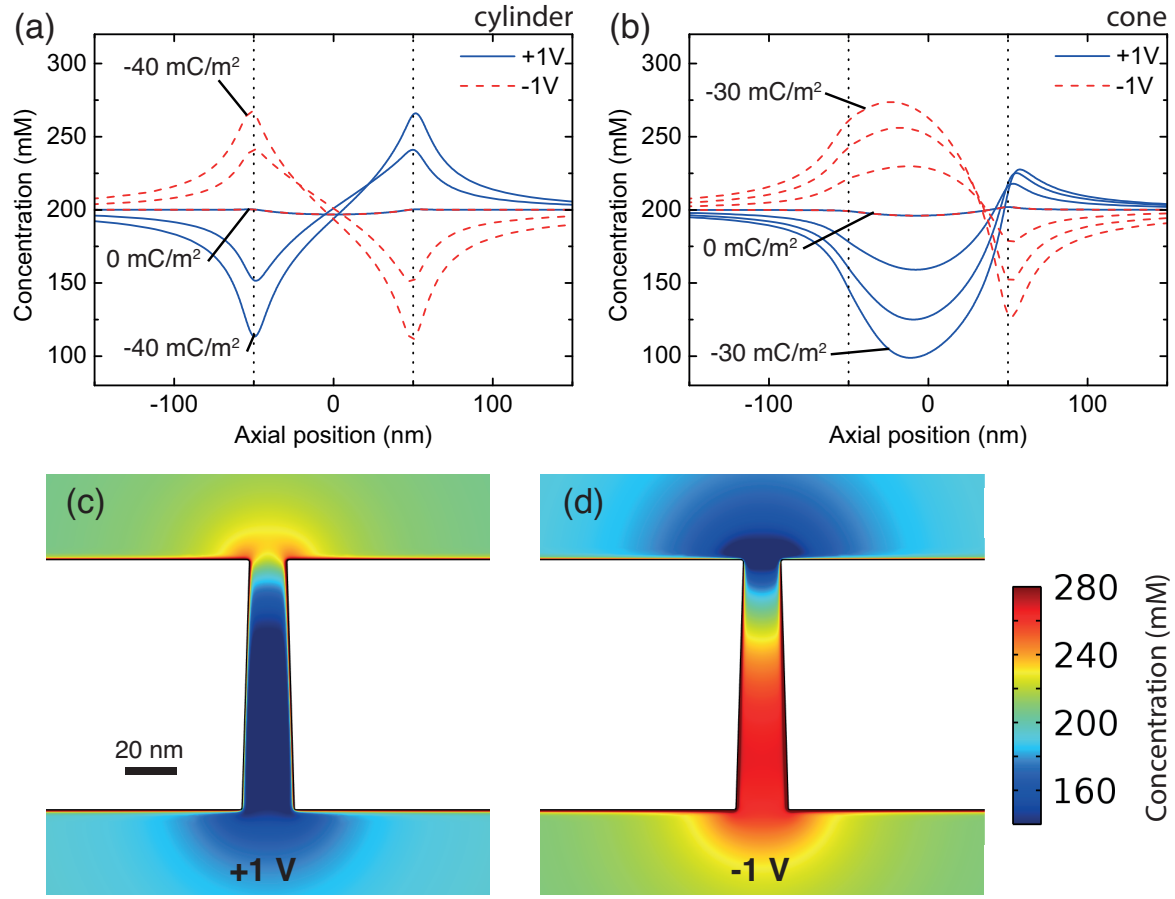 (a)
cylinder
300
250
200
150
100
Concentration (mM)
-40 mC/m²
+1V
-1V
0 mC/m²
-40 mC/m²
-100
0
100
Axial position (nm)
(b)
cone
300
250
200
150
100
Concentration (mM)
-30 mC/m²
+1V
-1V
0 mC/m²
-30 mC/m²
-100
0
100
Axial position (nm)
(c)
20 nm
+1 V
(d)
-1 V
280
240
200
160
Concentration (mM)